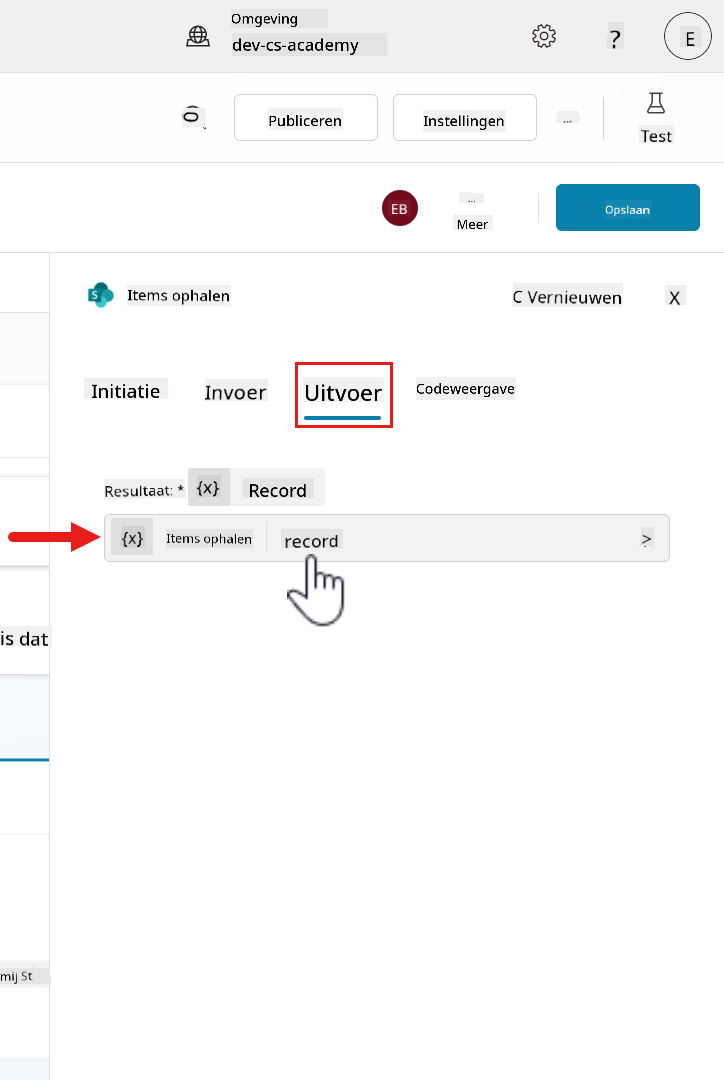 Omgeving
dev-cs-academy
?
E
Publiceren
Instellingen
...
Test
EB
...
Meer
Opslaan
S
Items ophalen
C Vernieuwen
X
Initiatie
Invoer
Uitvoer
Codeweergave
Resultaat: * {x} Record
{x} Items ophalen record >
is dat
mij St